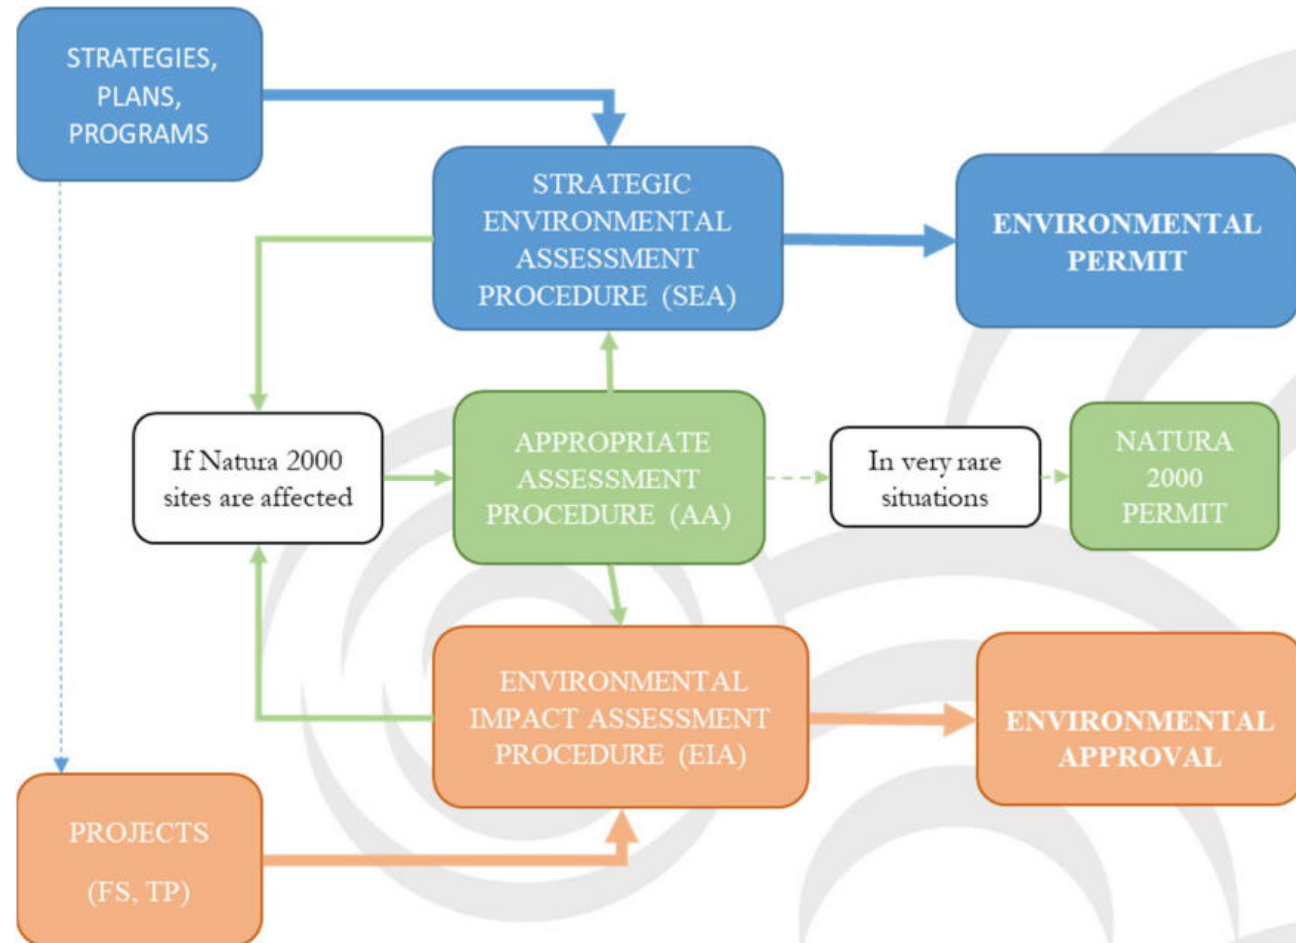 STRATEGIES,
PLANS,
PROGRAMS
STRATEGIC
ENVIRONMENTAL
ASSESSMENT
PROCEDURE (SEA)
ENVIRONMENTAL
PERMIT
If Natura 2000
sites are affected
APPROPRIATE
ASSESSMENT
PROCEDURE (AA)
In very rare
situations
NATURA
2000
PERMIT
ENVIRONMENTAL
IMPACT ASSESSMENT
PROCEDURE (EIA)
ENVIRONMENTAL
APPROVAL
PROJECTS
(FS, TP)